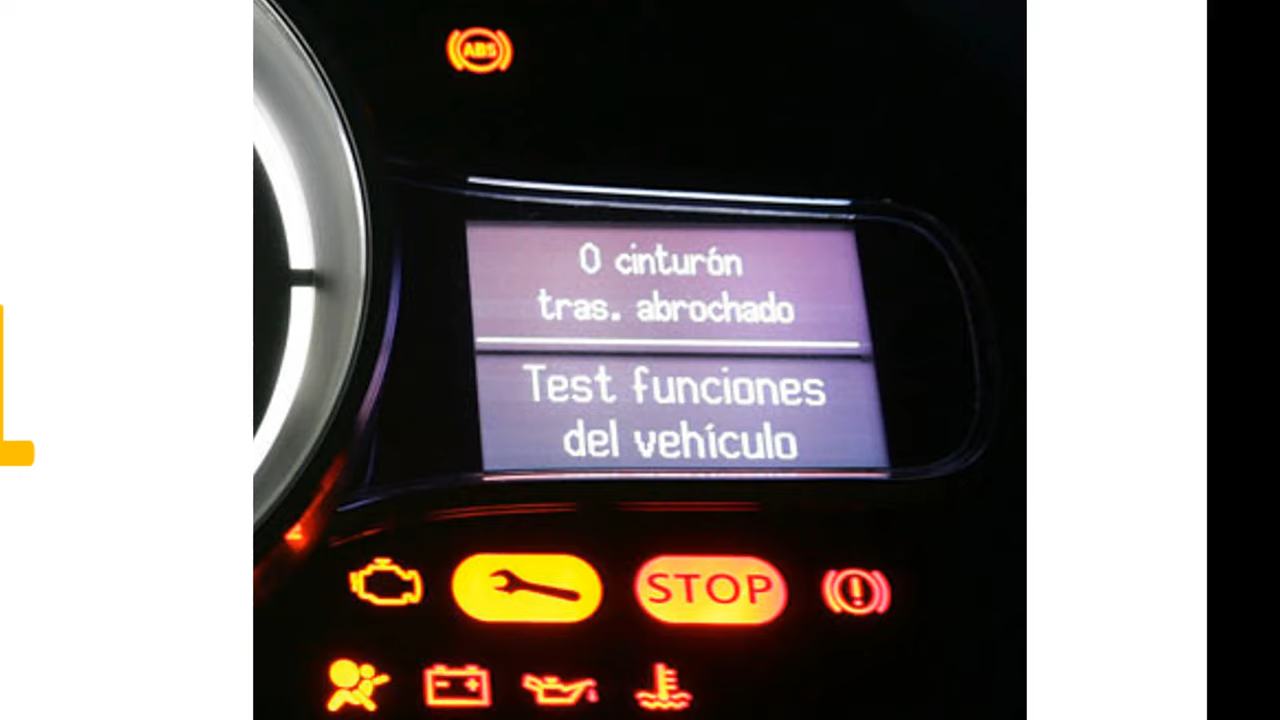 ABS
0 cinturón
tras. abrochado
Test funciones
del vehículo
STOP